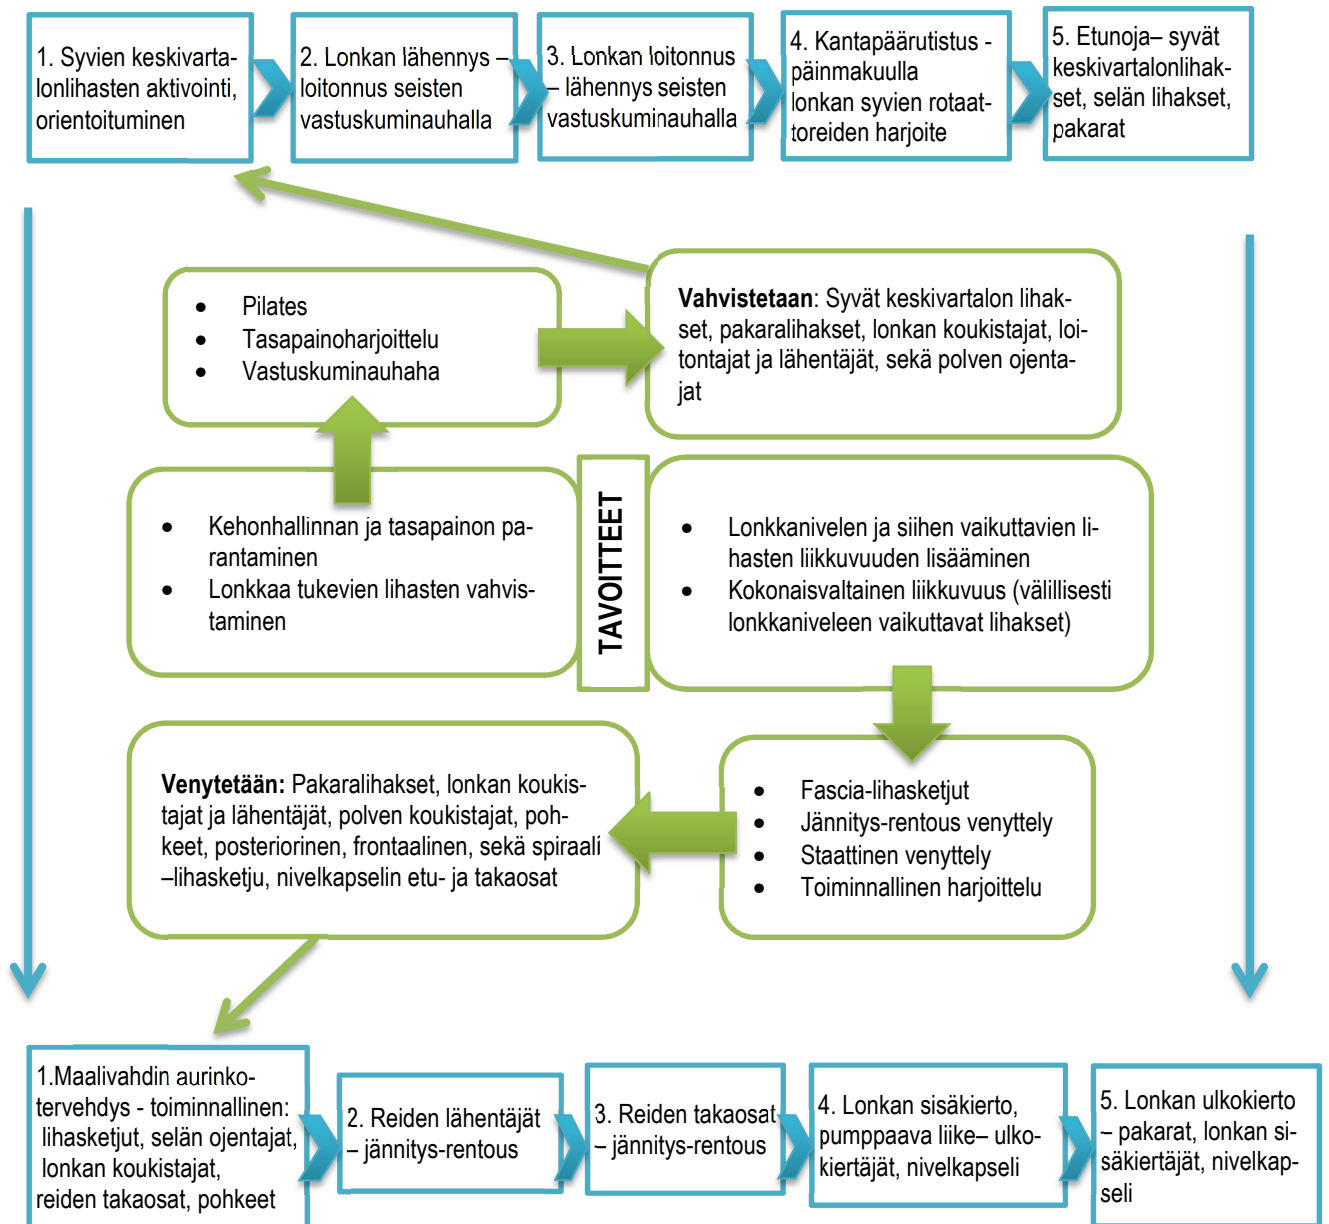 1. Syvien keskivarta-
lonlihasten aktivointi,
orientoituminen
2. Lonkan lähennys –
loitonnus seisten
vastuskuminauhalla
3. Lonkan loitonnus
– lähennys seisten
vastuskuminauhalla
4. Kantapäärutistus -
päinmakuulla
lonkan syvien rotaat-
toreiden harjoite
5. Etunoja– syvät
keskivartalonlihak-
set, selän lihakset,
pakarat
• Pilates
• Tasapainoharjoittelu
• Vastuskuminauhaha
Vahvistetaan: Syvät keskivartalon lihak-
set, pakaralihakset, lonkan koukistajat, loi-
tontajat ja lähentäjät, sekä polven ojenta-
jat
• Kehonhallinnan ja tasapainon pa-
rantaminen
• Lonkkaa tukevien lihasten vahvis-
taminen
TAVOITTEET
• Lonkkanivelen ja siihen vaikuttavien li-
hasten liikkuvuuden lisääminen
• Kokonaisvaltainen liikkuvuus (välillisesti
lonkkaniveleen vaikuttavat lihakset)
Venytetään: Pakaralihakset, lonkan koukis-
tajat ja lähentäjät, polven koukistajat, poh-
keet, posteriorinen, frontaalinen, sekä spiraali
–lihasketju, nivelkapselin etu- ja takaosat
• Fascia-lihasketjut
• Jännitys-rentous venyttely
• Staattinen venyttely
• Toiminnallinen harjoittelu
1.Maalivahdin aurinko-
tervehdys - toiminnallinen:
lihasketjut, selän ojentajat,
lonkan koukistajat,
reiden takaosat, pohkeet
2. Reiden lähentäjät
– jännitys-rentous
3. Reiden takaosat
– jännitys-rentous
4. Lonkan sisäkierto,
pumppaava liike– ulko-
kiertäjät, nivelkapseli
5. Lonkan ulkokierto
– pakarat, lonkan si-
säkiertäjät, nivelkap-
seli